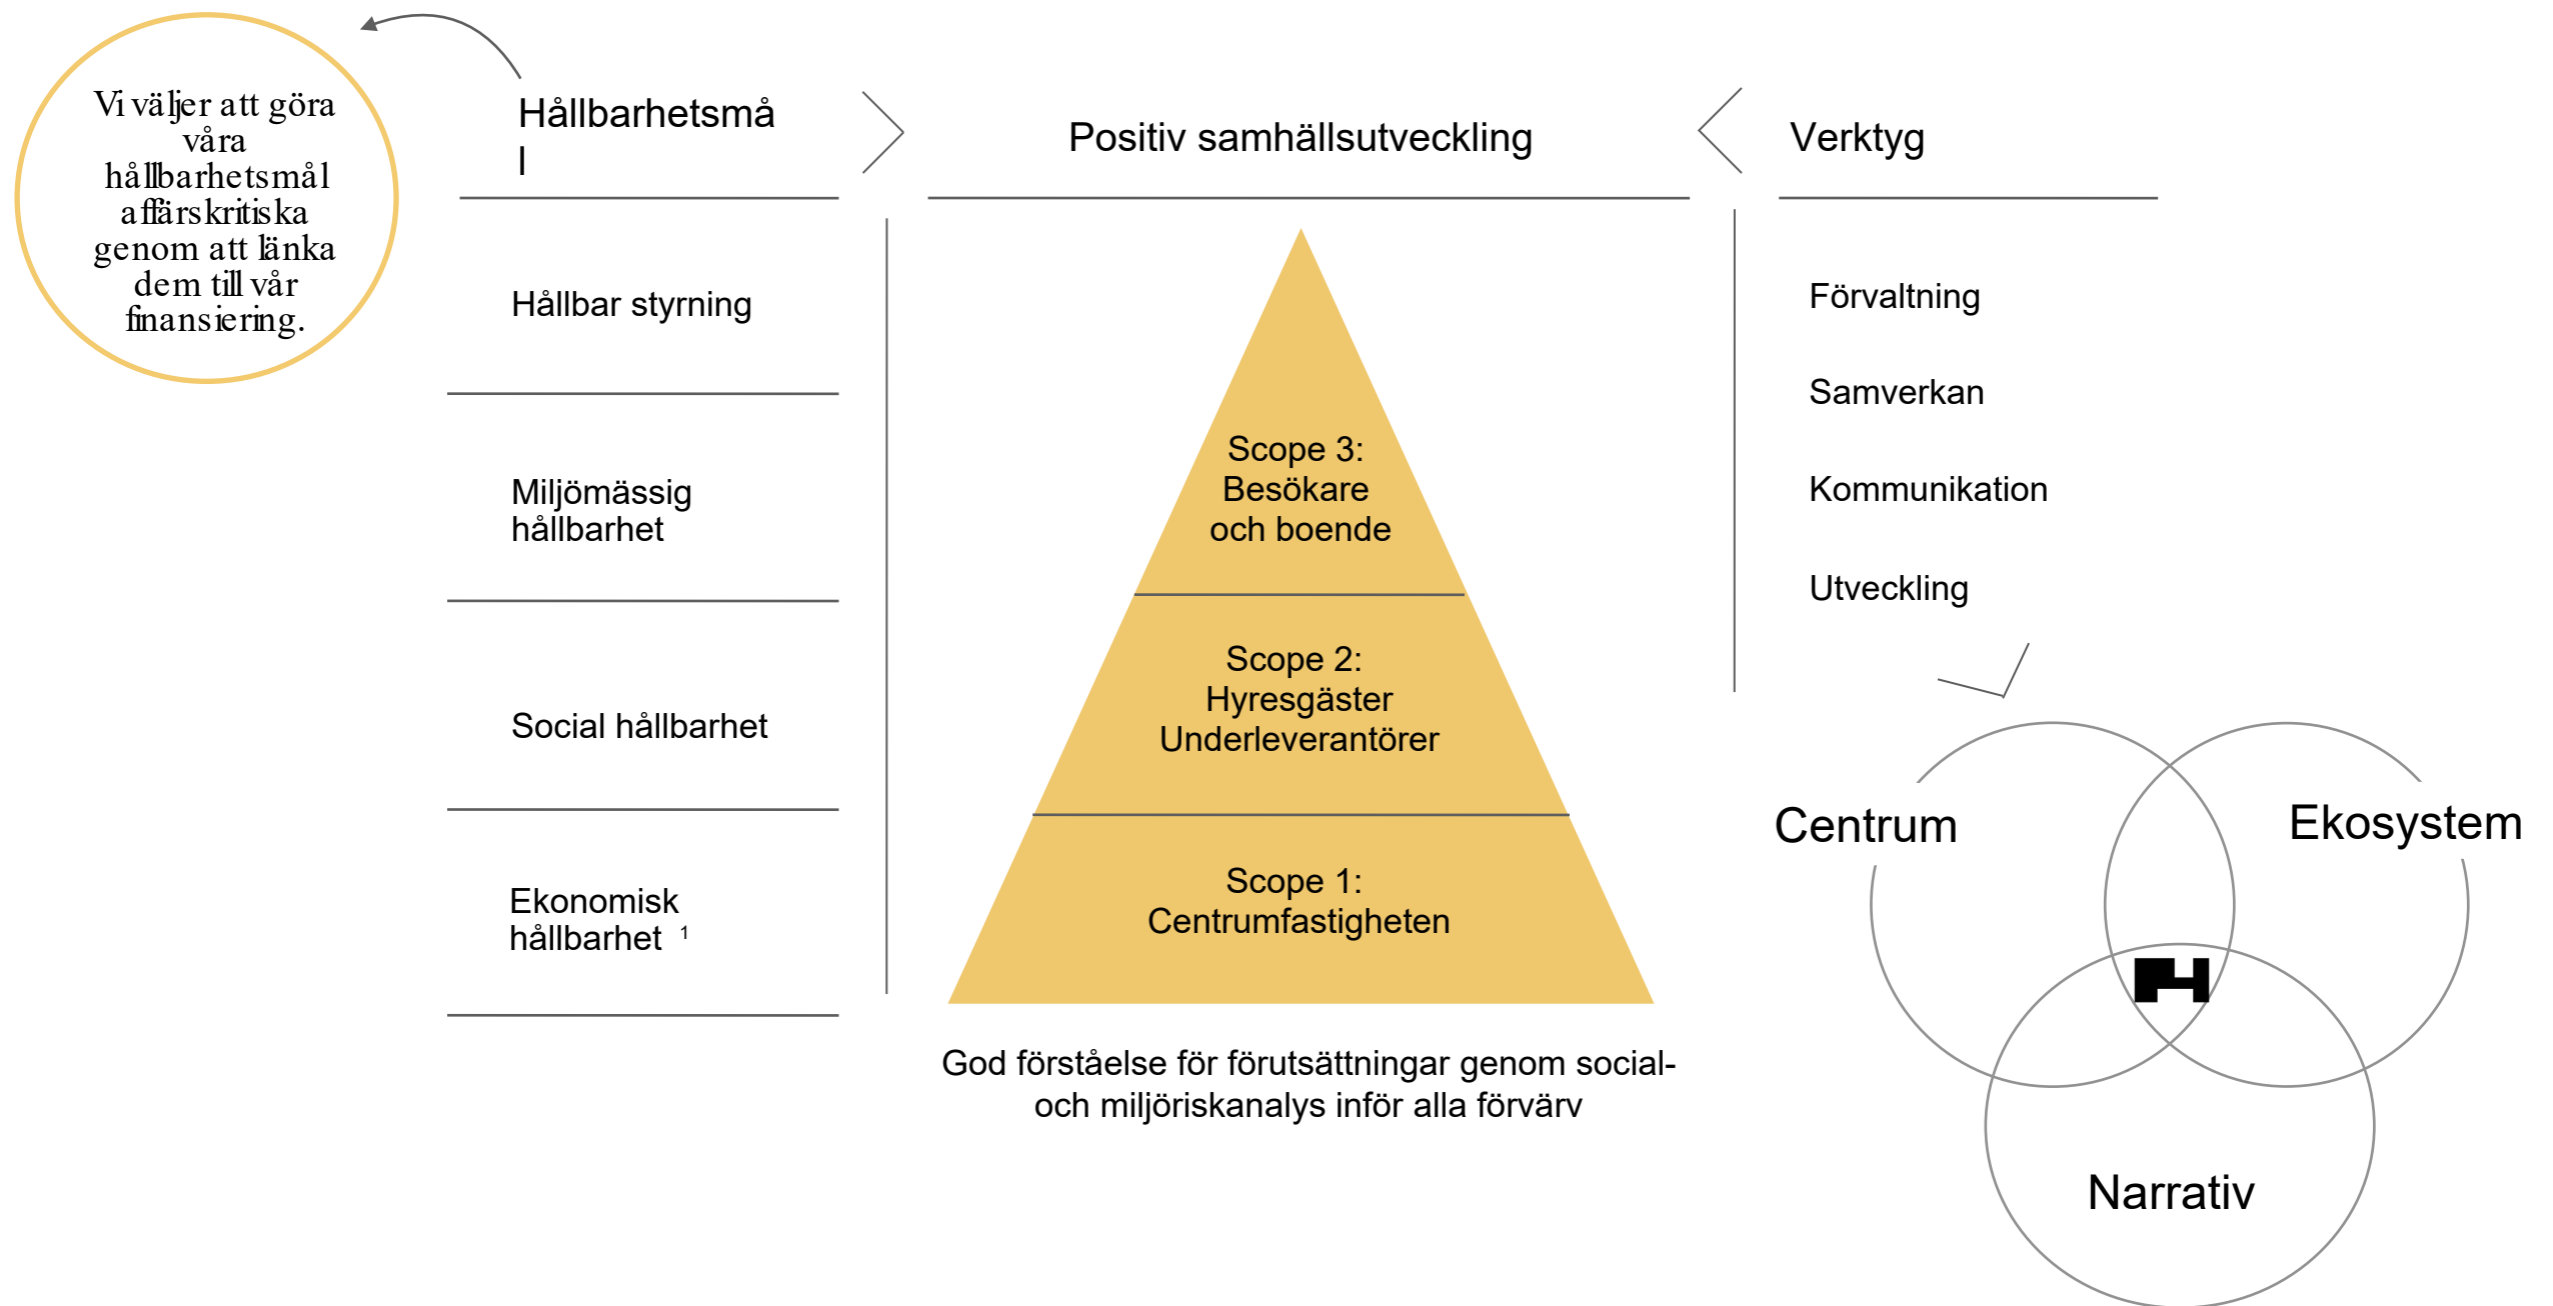 Vi väljer att göra
våra
hållbarhetsmål
affärskritiska
genom att länka
dem till vår
finansiering.
Hållbarhetsmå
l
Hållbar styrning
Miljömässig
hållbarhet
Social hållbarhet
Ekonomisk
hållbarhet 1
Positiv samhällsutveckling
Scope 3:
Besökare
och boende
Scope 2:
Hyresgäster
Underleverantörer
Scope 1:
Centrumfastigheten
God förståelse för förutsättningar genom social-
och miljöriskanalys inför alla förvärv
Verktyg
Förvaltning
Samverkan
Kommunikation
Utveckling
Centrum
Ekosystem
Narrativ